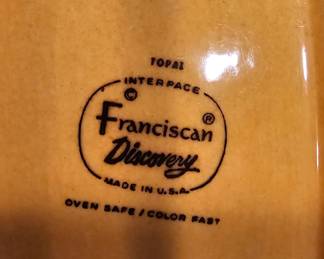 TOPAZ
INTERPACE
©
Franciscan ®
Discovery
MADE IN U.S.A.
OVEN SAFE / COLOR FAST